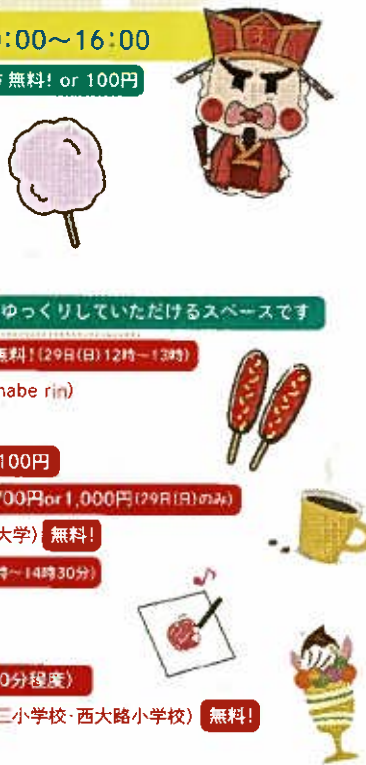 :00～16:00
無料! or 100円
ゆっくりしていただけるスペースです
無料!(29日(日)12時～13時)
nabe rin)
100円
700円or1,000円(29日(日)のみ)
大学) 無料!
時～14時30分)
0分程度)
三小学校・西大路小学校) 無料!